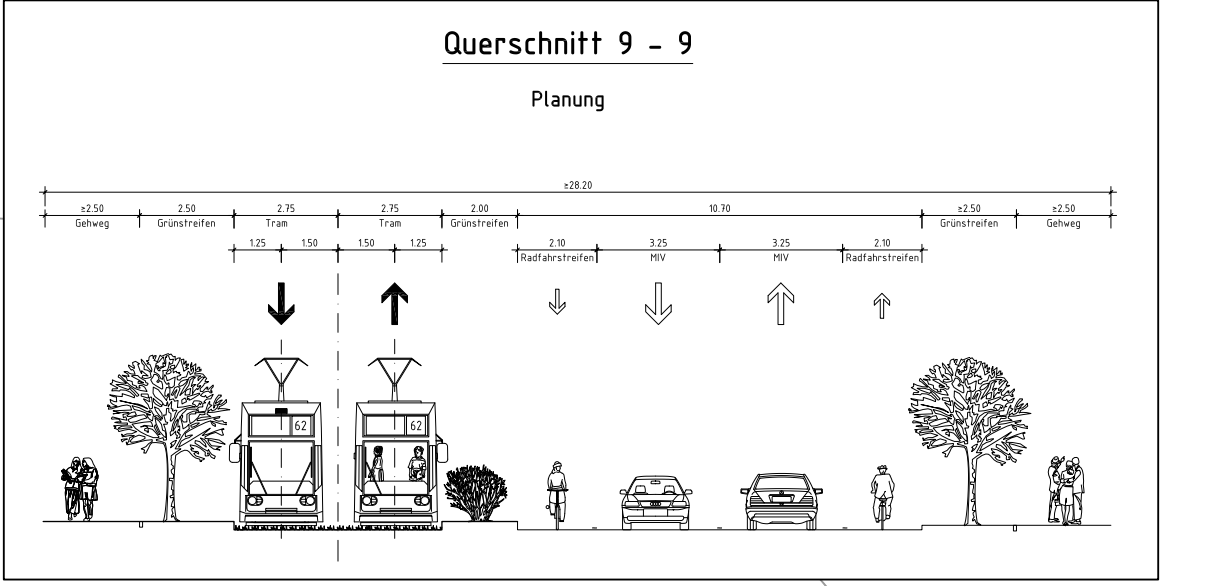 Querschnitt 9 - 9
Planung
≥28.20
≥2.50 2.50 2.75 2.75 2.00 10.70 ≥2.50 ≥2.50
Gehweg Grünstreifen Tram Tram Grünstreifen Grünstreifen Gehweg
1.25 1.50 1.50 1.25 2.10 3.25 3.25 2.10
Radfahrstreifen MIV MIV Radfahrstreifen
62 62